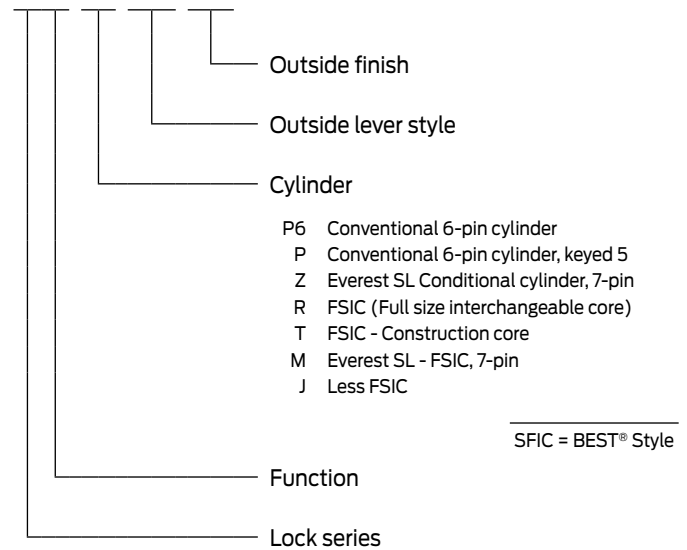 Outside finish
Outside lever style
Cylinder
P6 Conventional 6-pin cylinder
P Conventional 6-pin cylinder, keyed 5
Z Everest SL Conditional cylinder, 7-pin
R FSIC (Full size interchangeable core)
T FSIC - Construction core
M Everest SL - FSIC, 7-pin
J Less FSIC
SFIC = BEST® Style
Function
Lock series